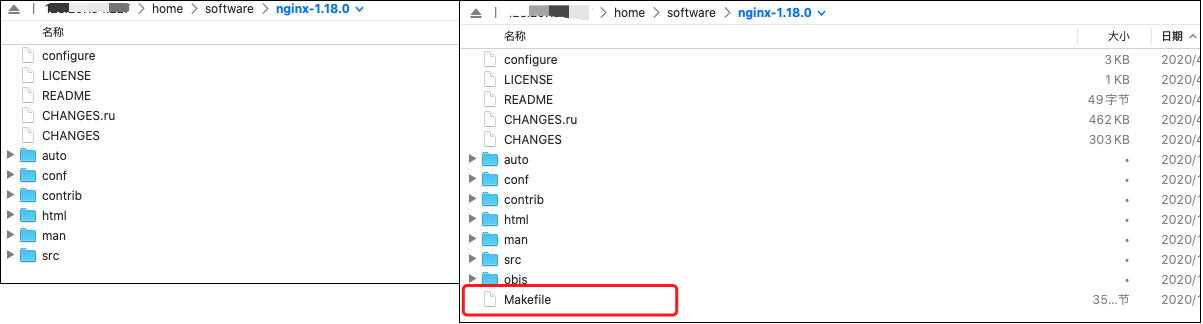 home software nginx-1.18.0
名称
configure
LICENSE
README
CHANGES.ru
CHANGES
auto
conf
contrib
html
man
src
home software nginx-1.18.0
名称 大小 日期
configure 3 KB 2020/4
LICENSE 1 KB 2020/4
README 49 字节 2020/4
CHANGES.ru 462 KB 2020/4
CHANGES 303 KB 2020/4
auto • 2020/1
conf • 2020/1
contrib • 2020/1
html • 2020/1
man • 2020/1
src • 2020/1
objs • 2020/1
Makefile 35...节 2020/1